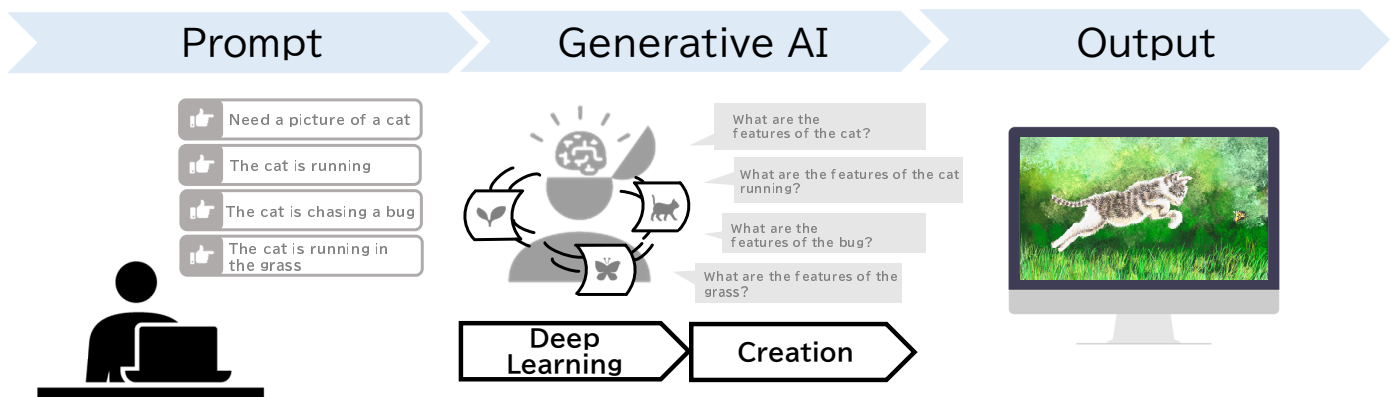 Prompt
Generative AI
Output
Need a picture of a cat
The cat is running
The cat is chasing a bug
The cat is running in
the grass
What are the
features of the cat?
What are the features of the cat
running?
What are the
features of the bug?
What are the features of the
grass?
Deep
Learning
Creation